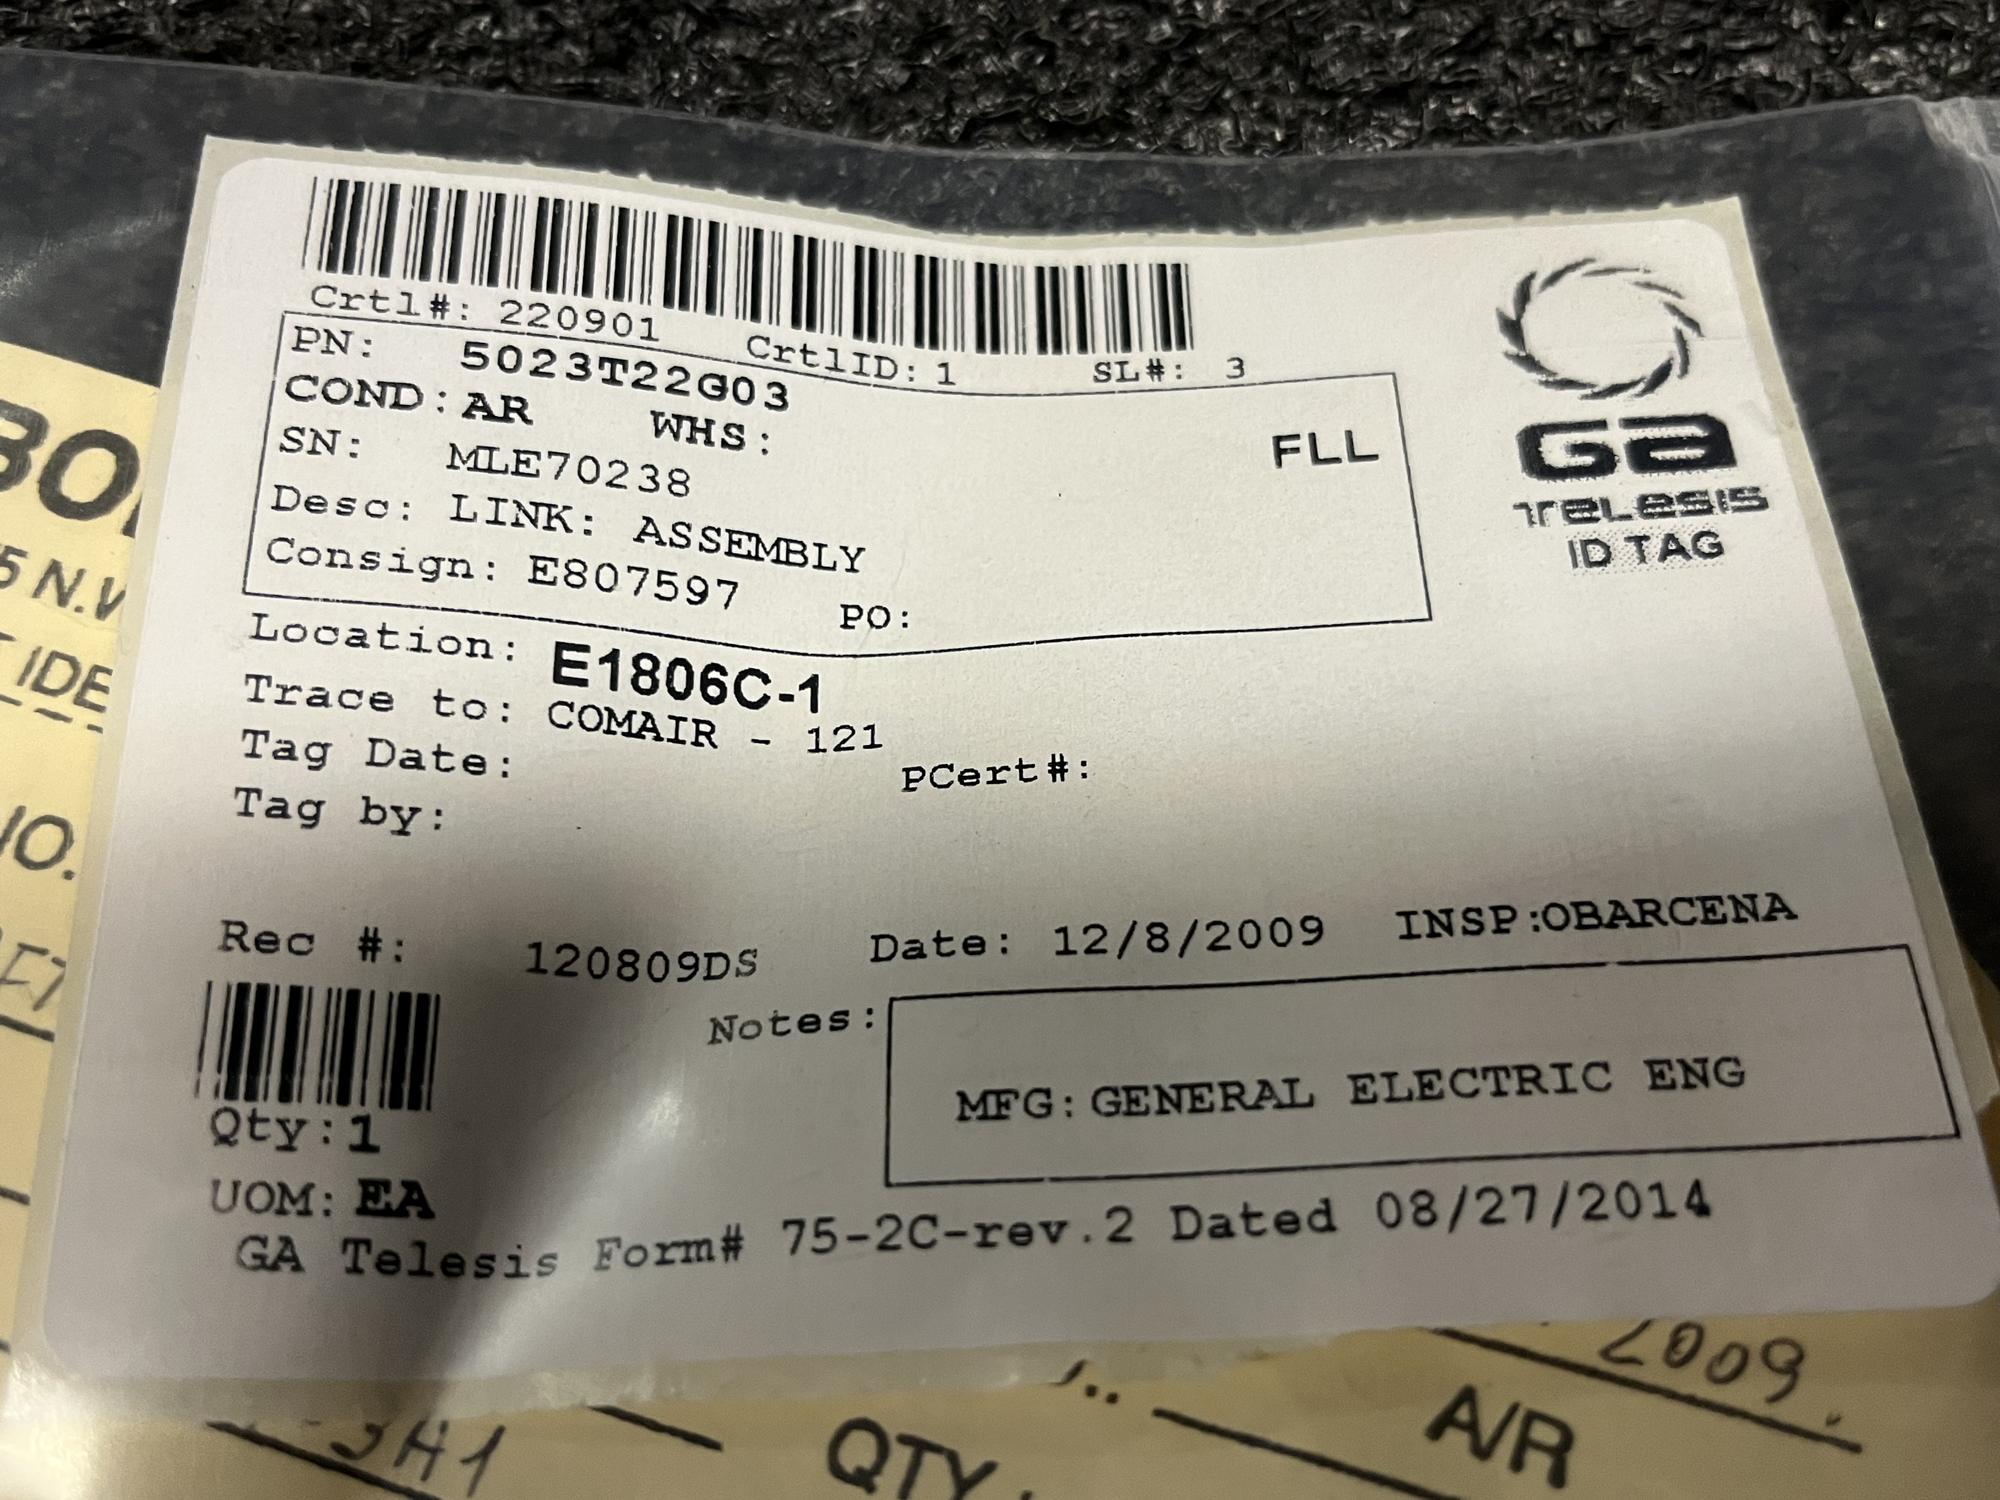 Crtl#: 220901 CrtlID: 1 SL#: 3
PN: 5023T22G03
COND: AR WHS: FLL
SN: MLE70238
Desc: LINK: ASSEMBLY
Consign: E807597 PO:
GA
TELESIS
ID TAG
Location: E1806C-1
Trace to: COMAIR - 121
Tag Date: PCert#:
Tag by:
Rec #: 120809DS Date: 12/8/2009 INSP:OBARCENA
Notes:
MFG: GENERAL ELECTRIC ENG
Qty: 1
UOM: EA
GA Telesis Form# 75-2C-rev.2 Dated 08/27/2014
5 N.W
IDE
2009.
A/R
QTY.